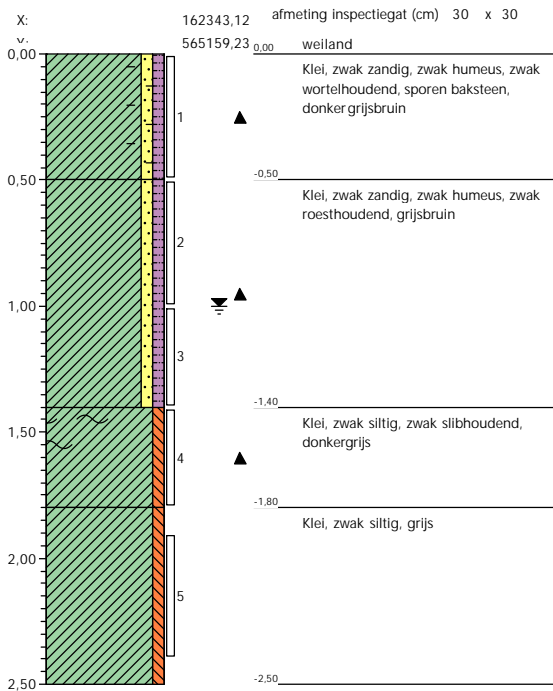 X: 162343,12 afmeting inspectiegat (cm) 30 x 30
Y: 565159,23
0,00 0,00 weiland
Klei, zwak zandig, zwak humeus, zwak
wortelhoudend, sporen baksteen,
donkergrijsbruin
1
0,50 -0,50
Klei, zwak zandig, zwak humeus, zwak
roesthoudend, grijsbruin
2
1,00
3
-1,40
Klei, zwak siltig, zwak slibhoudend,
donkergrijs
1,50
4
-1,80
Klei, zwak siltig, grijs
2,00
5
2,50 -2,50